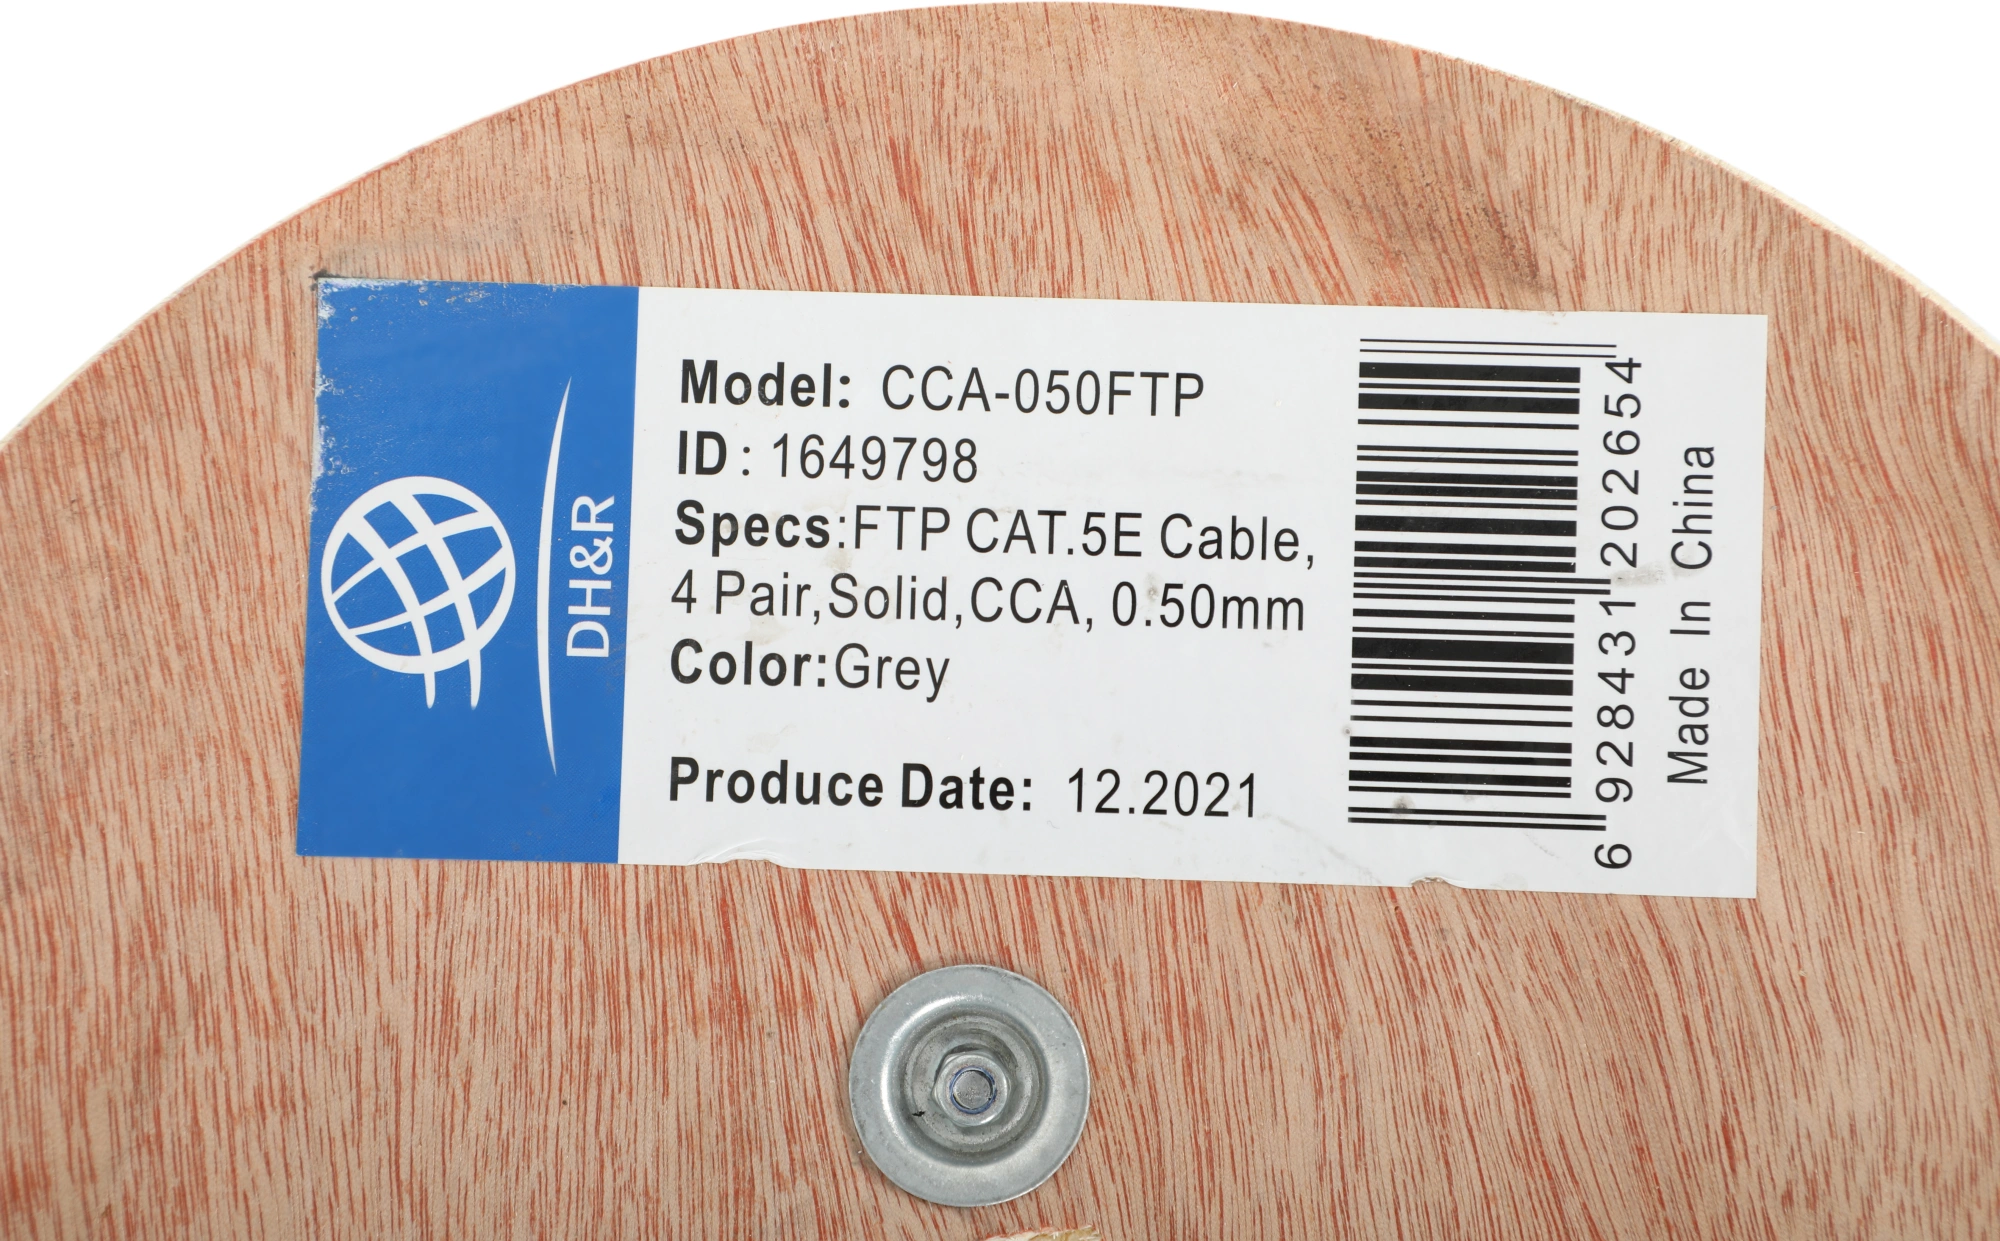 DH&R
Model: CCA-050FTP
ID: 1649798
Specs:FTP CAT.5E Cable,
4 Pair,Solid,CCA, 0.50mm
Color:Grey
Produce Date: 12.2021
6 928431 202654
Made In China